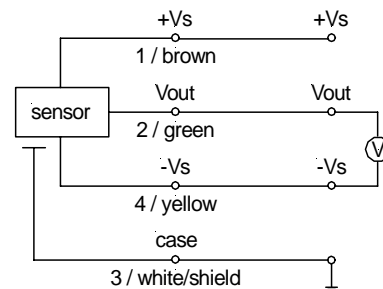 +Vs +Vs
1 / brown
Vout Vout
sensor
2 / green
V
-Vs -Vs
4 / yellow
case
3 / white/shield